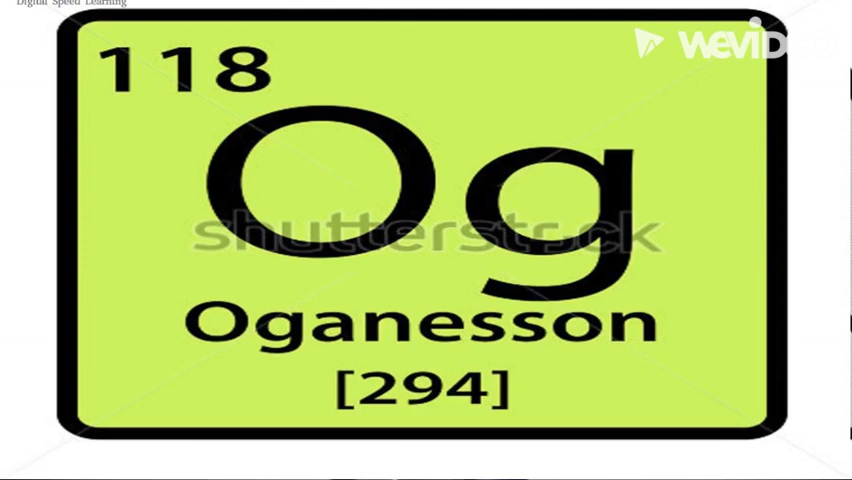 Digital Speed Learning
WEVIDEO
118
Og
shutterstock
Oganesson
[294]